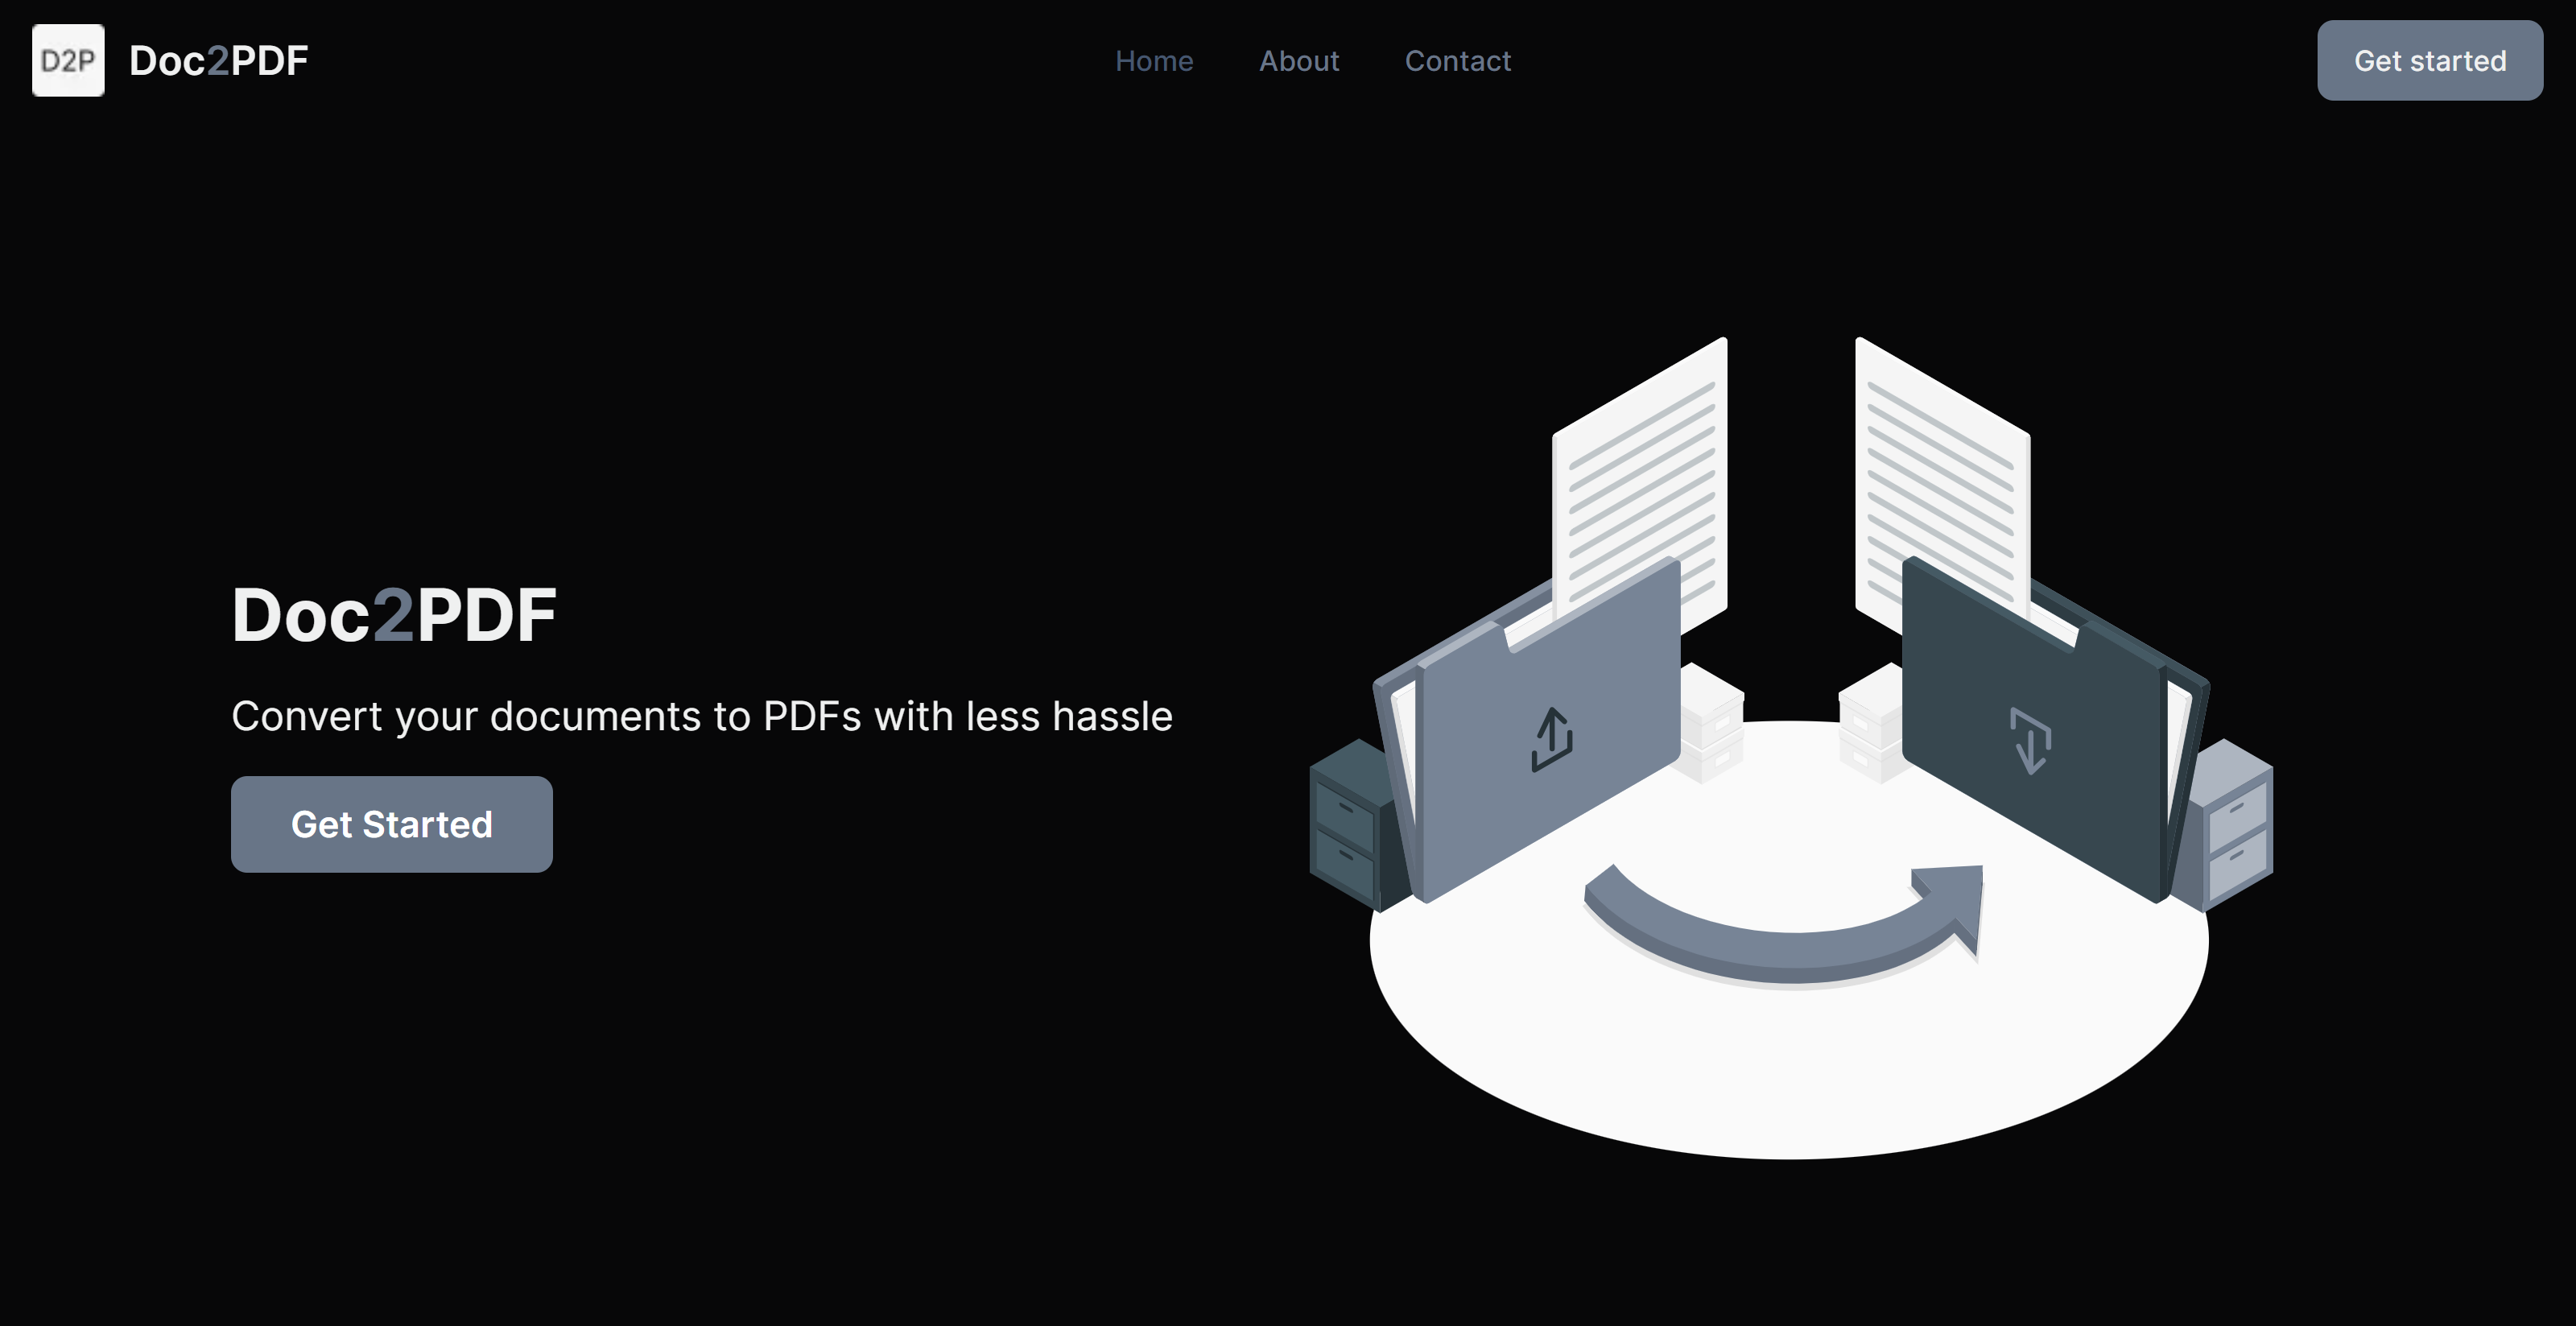 D2P
Doc2PDF
Home
About
Contact
Get started
Doc2PDF
Convert your documents to PDFs with less hassle
Get Started